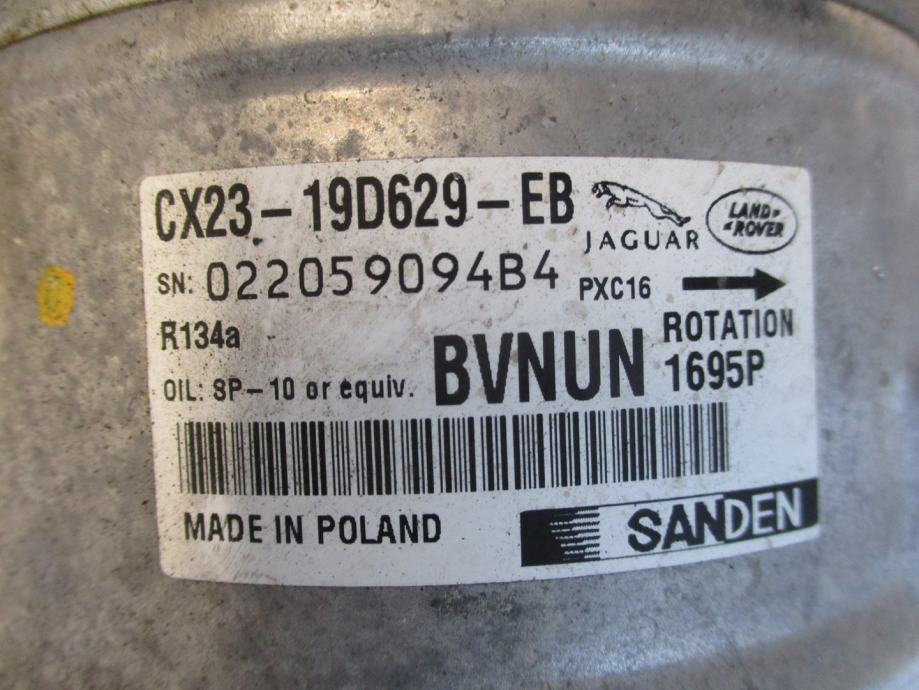 CX23-19D629-EB
JAGUAR
LAND-
-ROVER
SN: 022059094B4
PXC16
R134a
ROTATION
OIL: SP-10 or equiv.
BVNUN
1695P
MADE IN POLAND
SANDEN